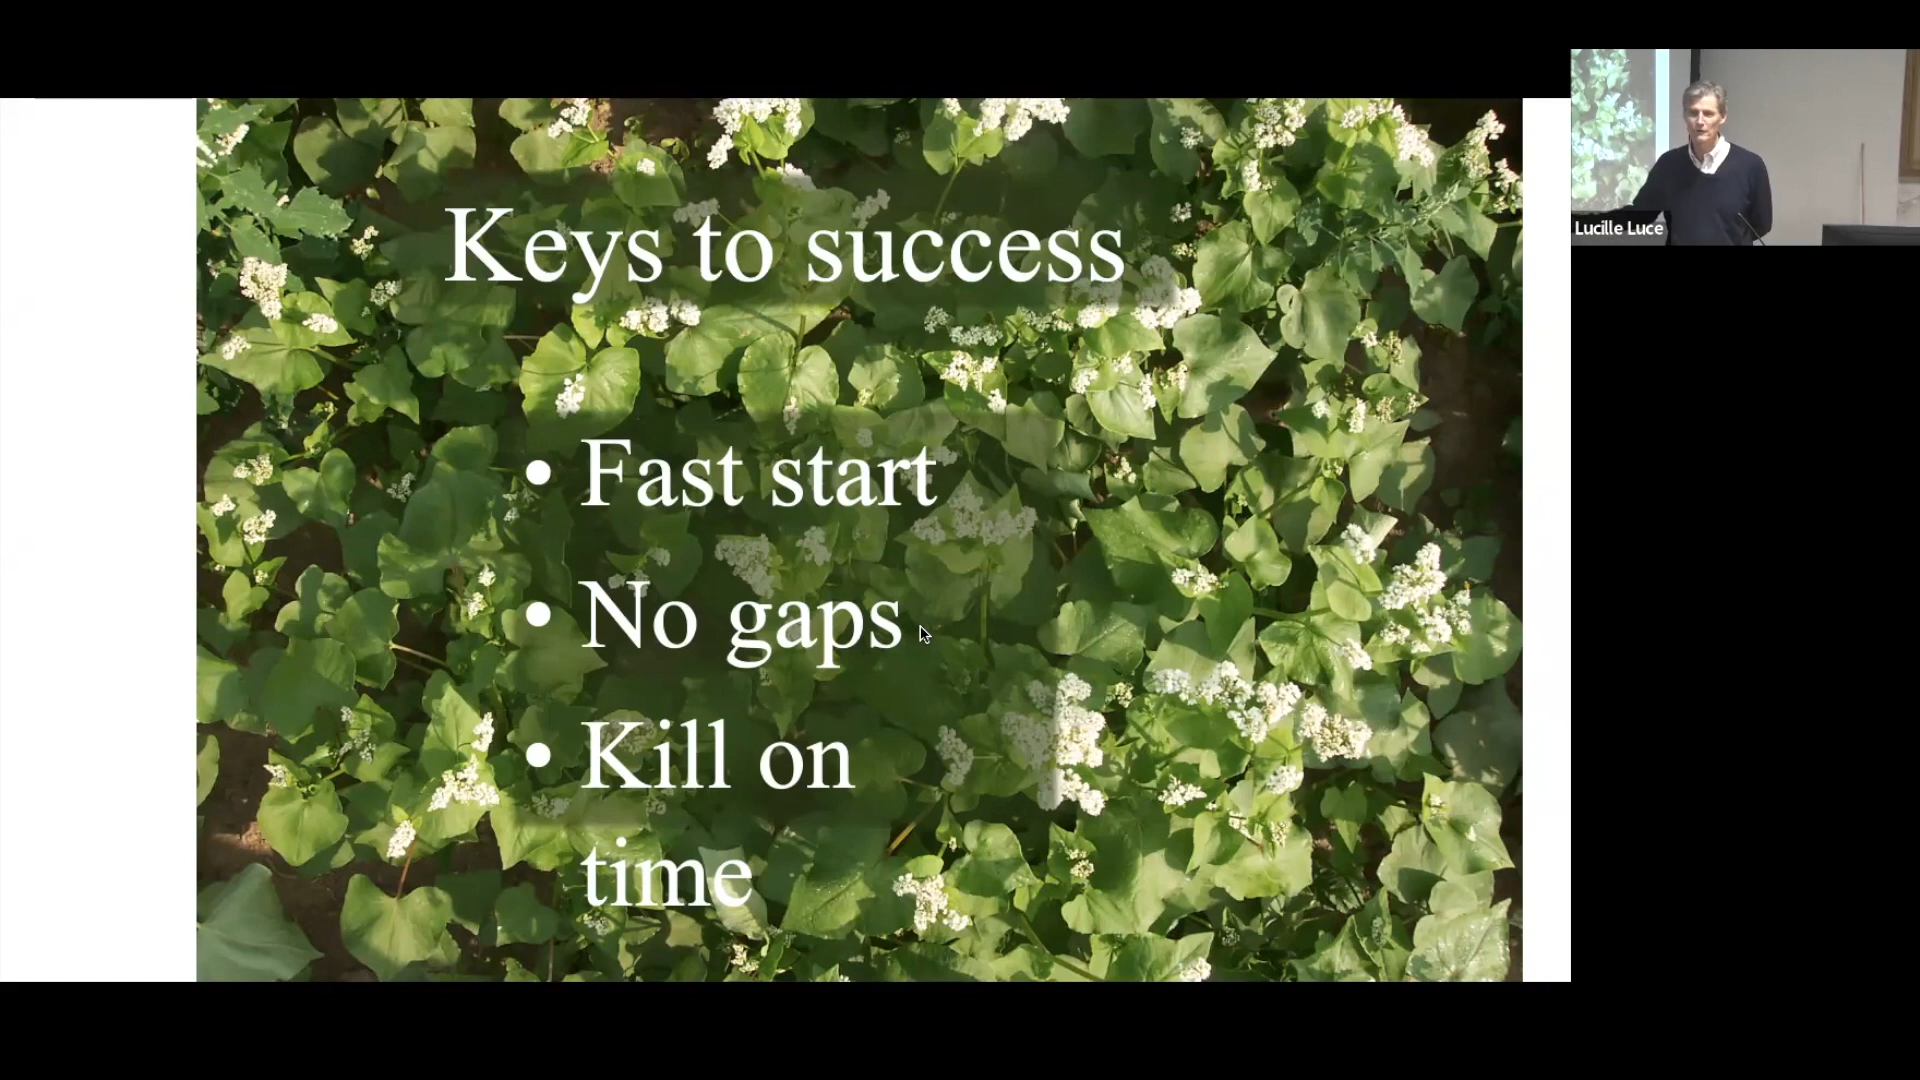 Keys to success
• Fast start
• No gaps
• Kill on
time
Lucille Luce